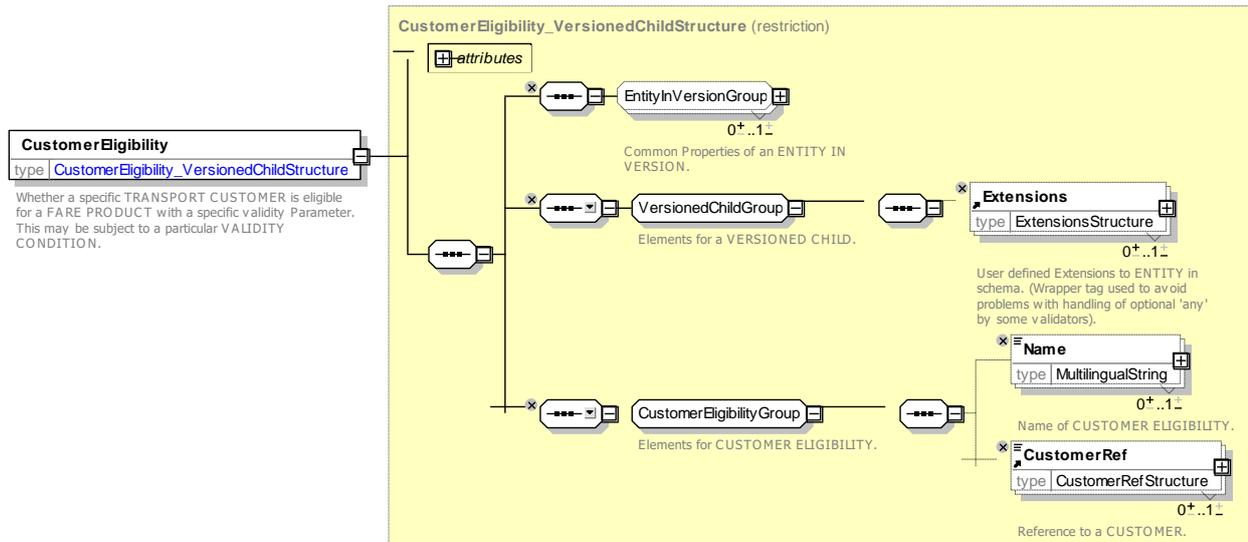 CustomerEligibility_VersionedChildStructure (restriction)
attributes
EntityInVersionGroup
0..1
Common Properties of an ENTITY IN
VERSION.
CustomerEligibility
type CustomerEligibility_VersionedChildStructure
Whether a specific TRANSPORT CUSTOMER is eligible
for a FARE PRODUCT with a specific validity Parameter.
This may be subject to a particular VALIDITY
CONDITION.
VersionedChildGroup
Elements for a VERSIONED CHILD.
Extensions
type ExtensionsStructure
0..1
User defined Extensions to ENTITY in
schema. (Wrapper tag used to avoid
problems with handling of optional 'any'
by some validators).
CustomerEligibilityGroup
Elements for CUSTOMER ELIGIBILITY.
Name
type MultilingualString
0..1
Name of CUSTOMER ELIGIBILITY.
CustomerRef
type CustomerRefStructure
0..1
Reference to a CUSTOMER.